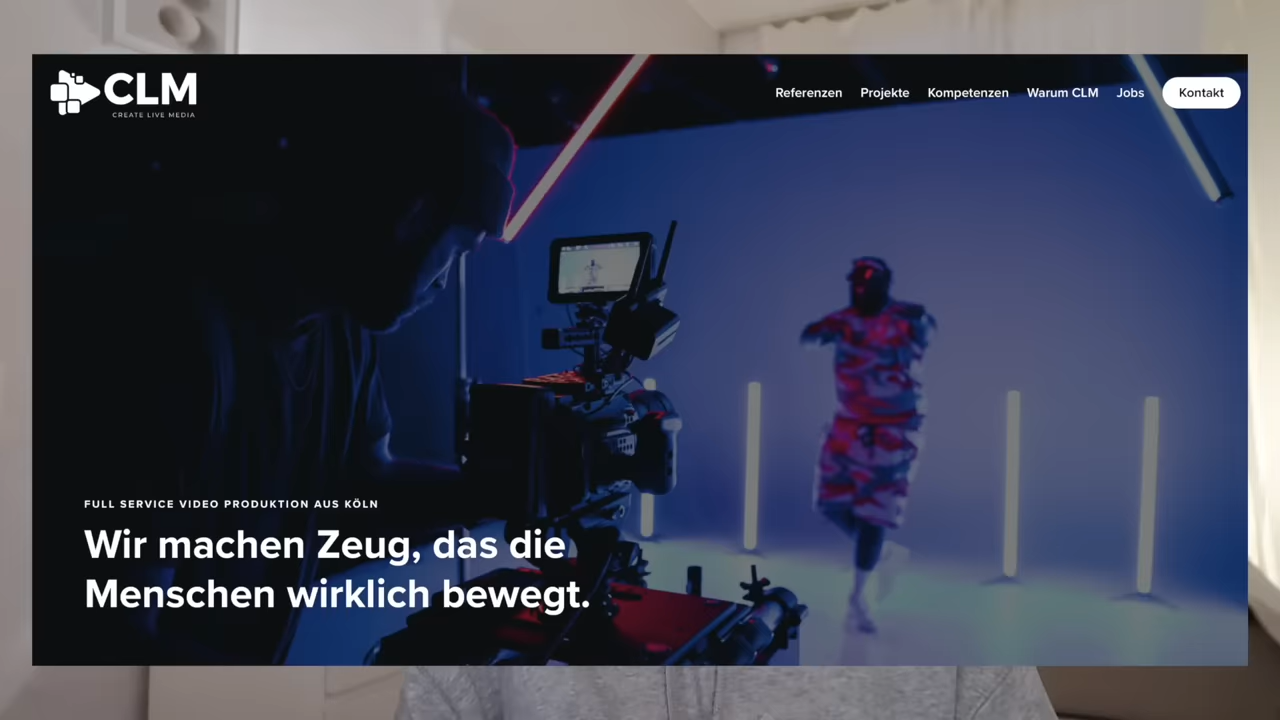 CLM
CREATE LIVE MEDIA
Referenzen Projekte Kompetenzen Warum CLM Jobs Kontakt
FULL SERVICE VIDEO PRODUKTION AUS KÖLN
Wir machen Zeug, das die
Menschen wirklich bewegt.